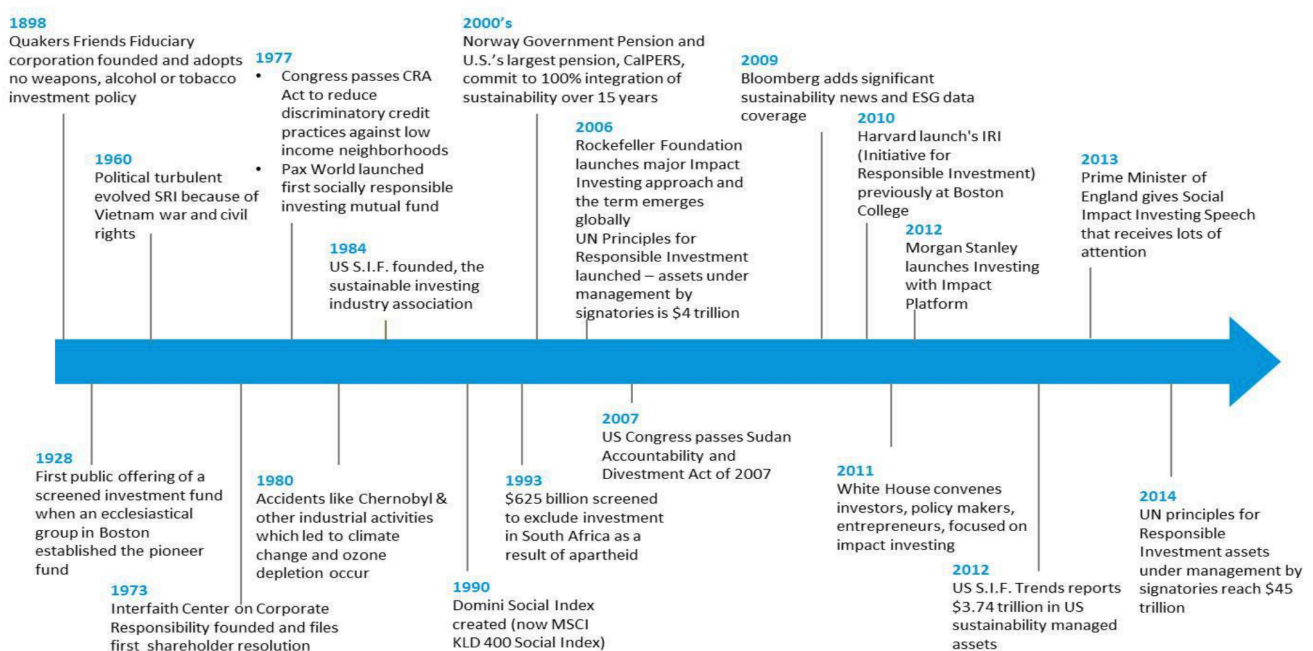 1898
Quakers Friends Fiduciary
corporation founded and adopts
no weapons, alcohol or tobacco
investment policy
1960
Political turbulent
evolved SRI because of
Vietnam war and civil
rights
1977
• Congress passes CRA
Act to reduce
discriminatory credit
practices against low
income neighborhoods
• Pax World launched
first socially responsible
investing mutual fund
1984
US S.I.F. founded, the
sustainable investing
industry association
2000's
Norway Government Pension and
U.S.'s largest pension, CalPERS,
commit to 100% integration of
sustainability over 15 years
2006
Rockefeller Foundation
launches major Impact
Investing approach and
the term emerges
globally
UN Principles for
Responsible Investment
launched – assets under
management by
signatories is $4 trillion
2009
Bloomberg adds significant
sustainability news and ESG data
coverage
2010
Harvard launch's IRI
(Initiative for
Responsible Investment)
previously at Boston
College
2012
Morgan Stanley
launches Investing
with Impact
Platform
2013
Prime Minister of
England gives Social
Impact Investing Speech
that receives lots of
attention
1928
First public offering of a
screened investment fund
when an ecclesiastical
group in Boston
established the pioneer
fund
1973
Interfaith Center on Corporate
Responsibility founded and files
first shareholder resolution
1980
Accidents like Chernobyl &
other industrial activities
which led to climate
change and ozone
depletion occur
1990
Domini Social Index
created (now MSCI
KLD 400 Social Index)
1993
$625 billion screened
to exclude investment
in South Africa as a
result of apartheid
2007
US Congress passes Sudan
Accountability and
Divestment Act of 2007
2011
White House convenes
investors, policy makers,
entrepreneurs, focused on
impact investing
2012
US S.I.F. Trends reports
$3.74 trillion in US
sustainability managed
assets
2014
UN principles for
Responsible
Investment assets
under management by
signatories reach $45
trillion